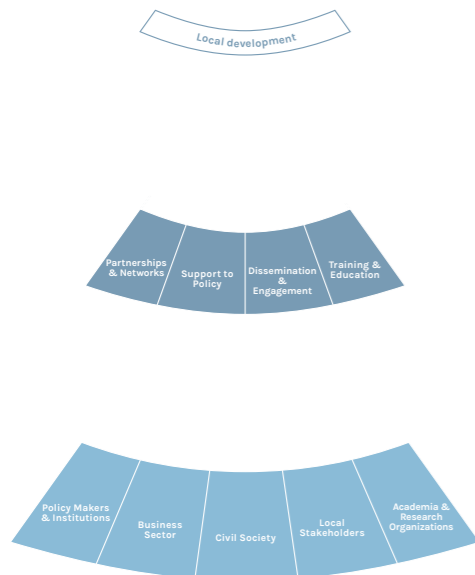 Local development
Partnerships
& Networks
Support to
Policy
Dissemination
&
Engagement
Training &
Education
Policy Makers
& Institutions
Business
Sector
Civil Society
Local
Stakeholders
Academia &
Research
Organizations